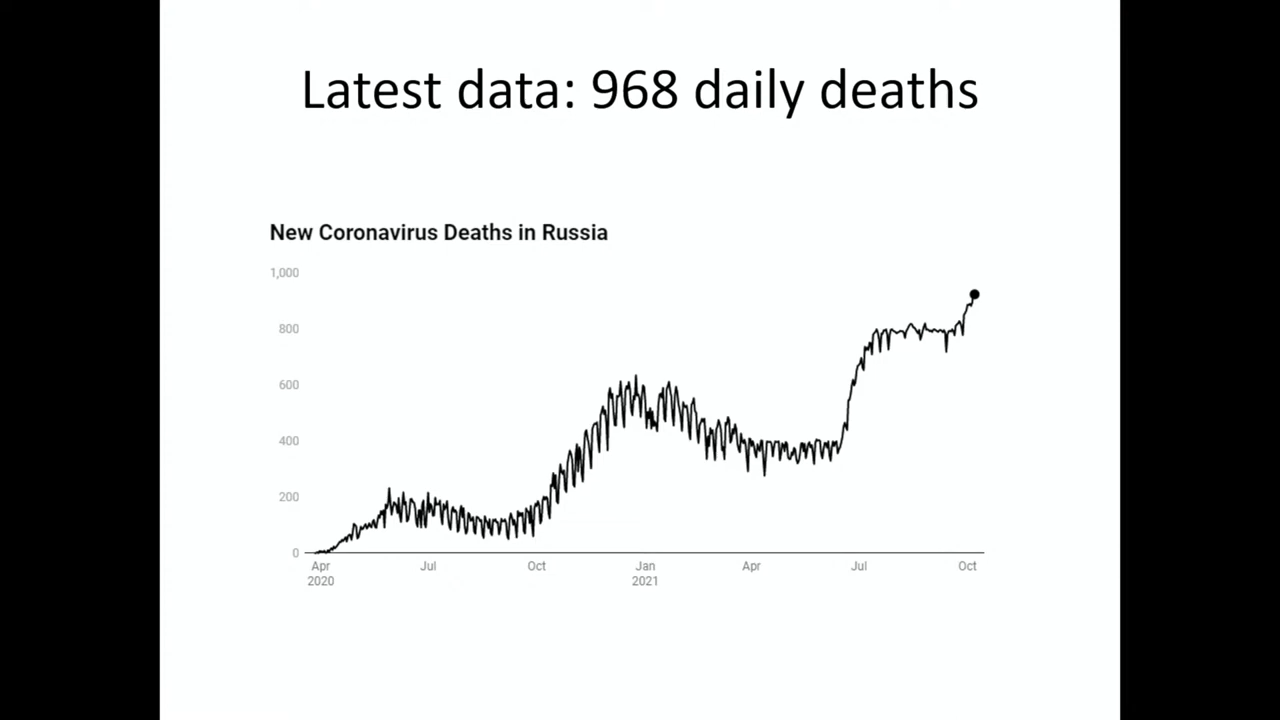 Latest data: 968 daily deaths
New Coronavirus Deaths in Russia
1,000
800
600
400
200
0
Apr Jul Oct Jan Apr Jul Oct
2020 2021